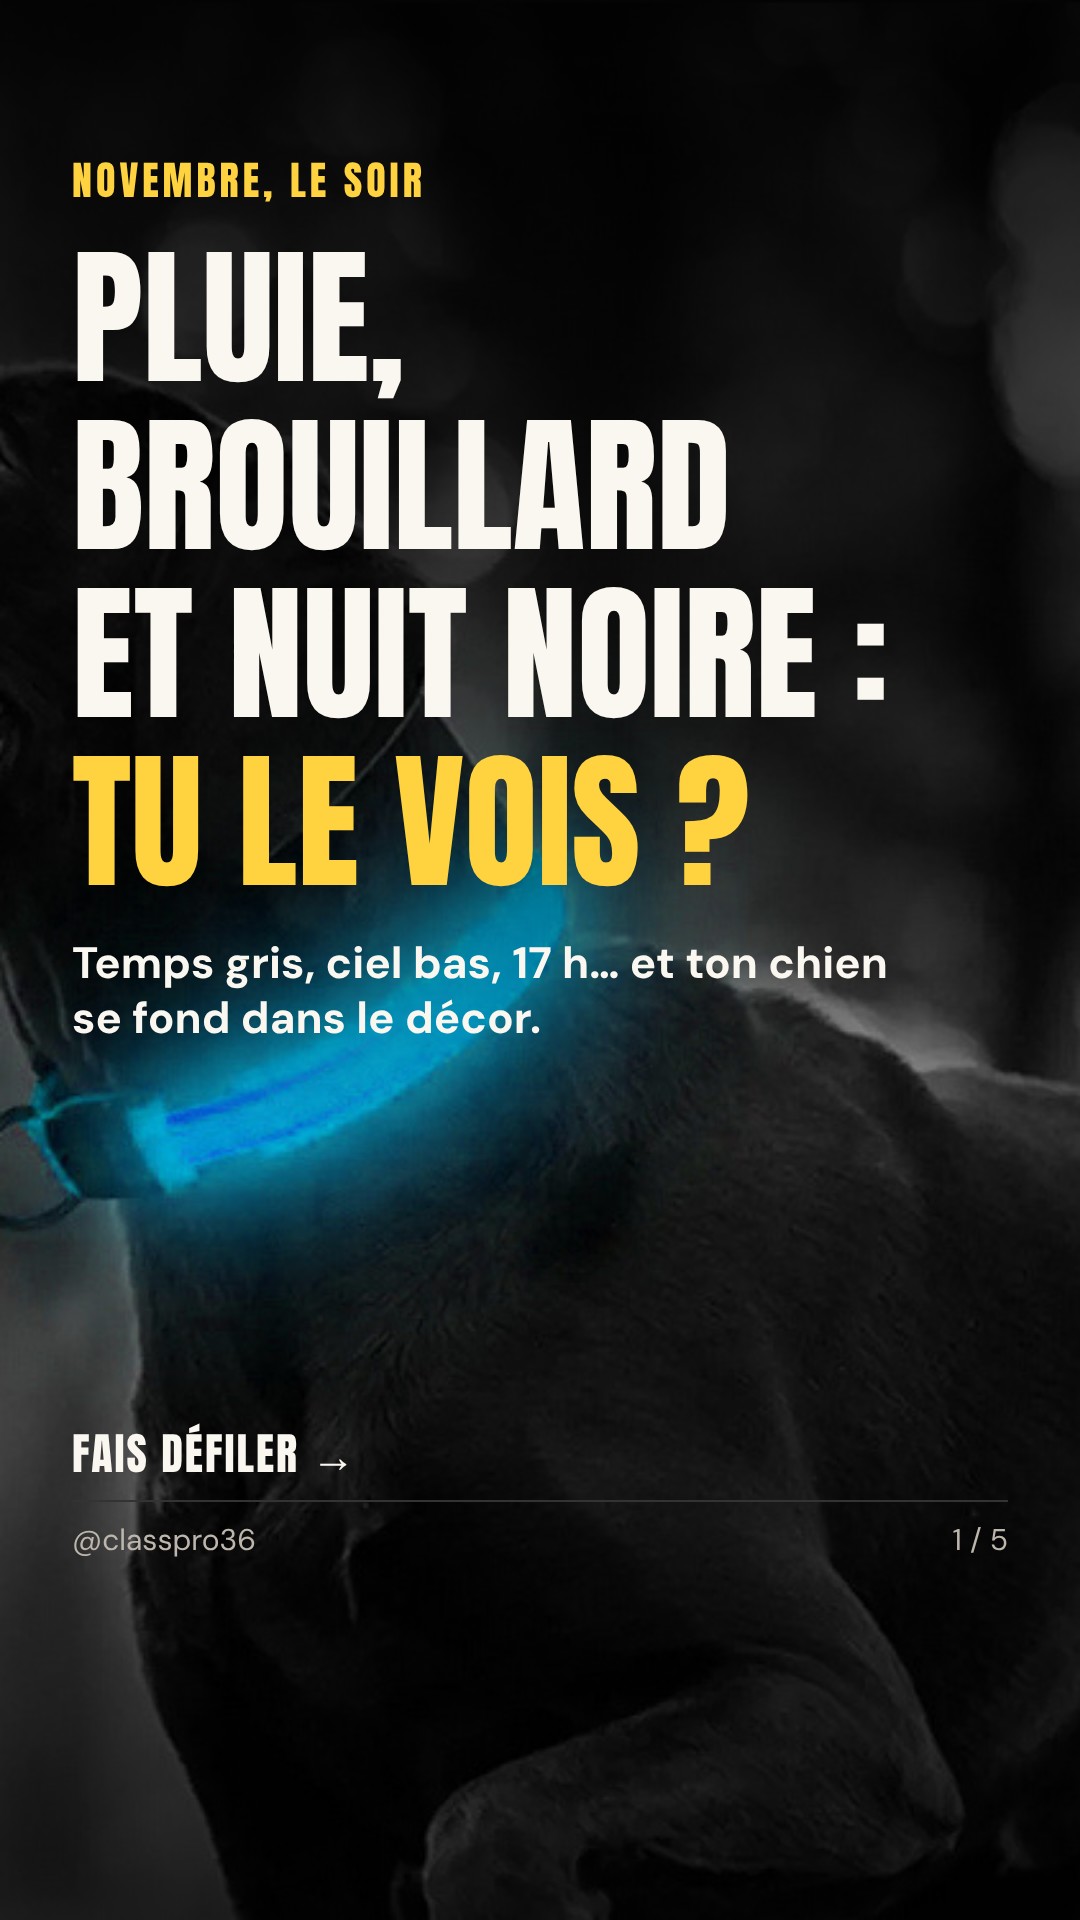 NOVEMBRE, LE SOIR
PLUIE,
BROUILLARD
ET NUIT NOIRE :
TU LE VOIS ?
Temps gris, ciel bas, 17 h... et ton chien
se fond dans le décor.
FAIS DÉFILER →
@classpro36
1 / 5